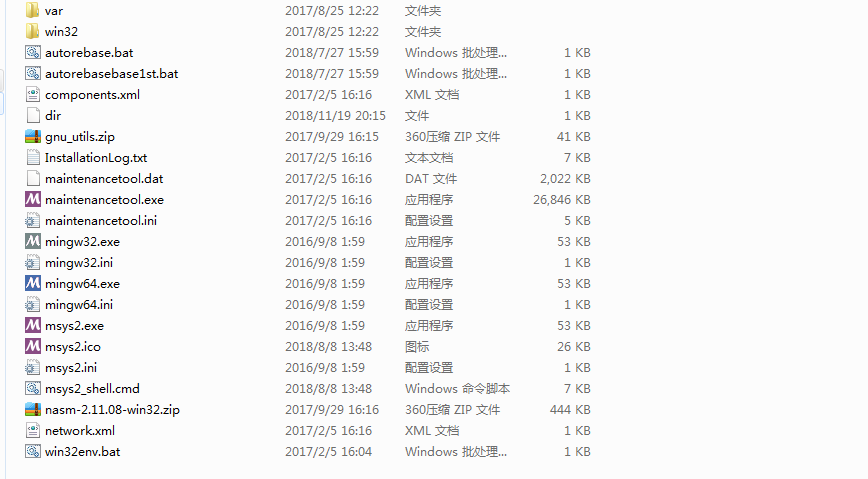 var 2017/8/25 12:22 文件夹
win32 2017/8/25 12:22 文件夹
autorebase.bat 2018/7/27 15:59 Windows 批处理... 1 KB
autorebasebase1st.bat 2018/7/27 15:59 Windows 批处理... 1 KB
components.xml 2017/2/5 16:16 XML 文档 1 KB
dir 2018/11/19 20:15 文件 1 KB
gnu_utils.zip 2017/9/29 16:15 360压缩 ZIP 文件 41 KB
InstallationLog.txt 2017/2/5 16:16 文本文档 7 KB
maintenancetool.dat 2017/2/5 16:16 DAT 文件 2,022 KB
maintenancetool.exe 2017/2/5 16:16 应用程序 26,846 KB
maintenancetool.ini 2017/2/5 16:16 配置设置 5 KB
mingw32.exe 2016/9/8 1:59 应用程序 53 KB
mingw32.ini 2016/9/8 1:59 配置设置 1 KB
mingw64.exe 2016/9/8 1:59 应用程序 53 KB
mingw64.ini 2016/9/8 1:59 配置设置 1 KB
msys2.exe 2016/9/8 1:59 应用程序 53 KB
msys2.ico 2018/8/8 13:48 图标 26 KB
msys2.ini 2016/9/8 1:59 配置设置 1 KB
msys2_shell.cmd 2018/8/8 13:48 Windows 命令脚本 7 KB
nasm-2.11.08-win32.zip 2017/9/29 16:16 360压缩 ZIP 文件 444 KB
network.xml 2017/2/5 16:16 XML 文档 1 KB
win32env.bat 2017/2/5 16:04 Windows 批处理... 1 KB